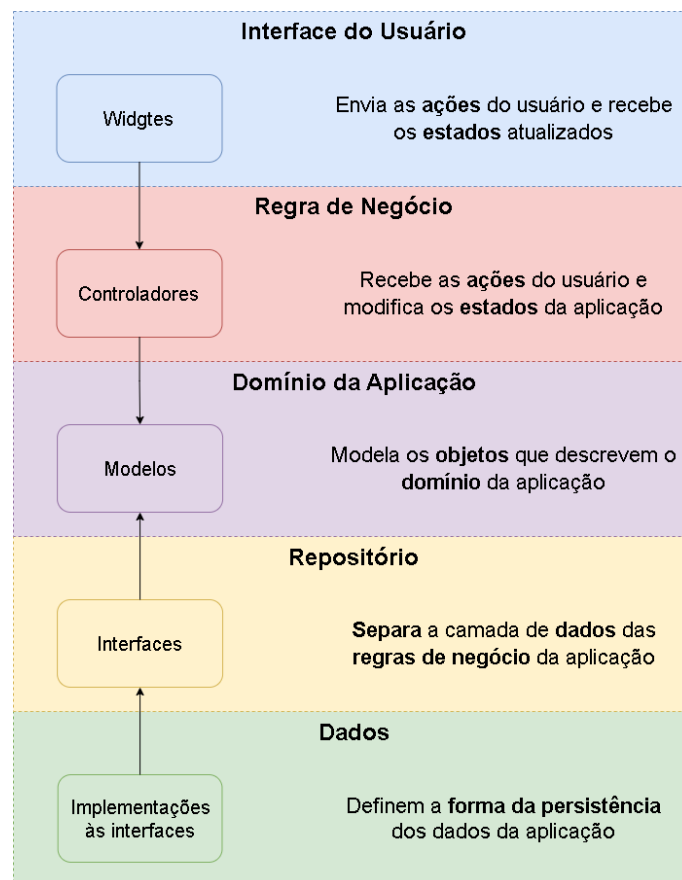 Interface do Usuário
Widgtes
Envia as ações do usuário e recebe
os estados atualizados
Regra de Negócio
Controladores
Recebe as ações do usuário e
modifica os estados da aplicação
Domínio da Aplicação
Modelos
Modela os objetos que descrevem o
domínio da aplicação
Repositório
Interfaces
Separa a camada de dados das
regras de negócio da aplicação
Dados
Implementações
às interfaces
Definem a forma da persistência
dos dados da aplicação